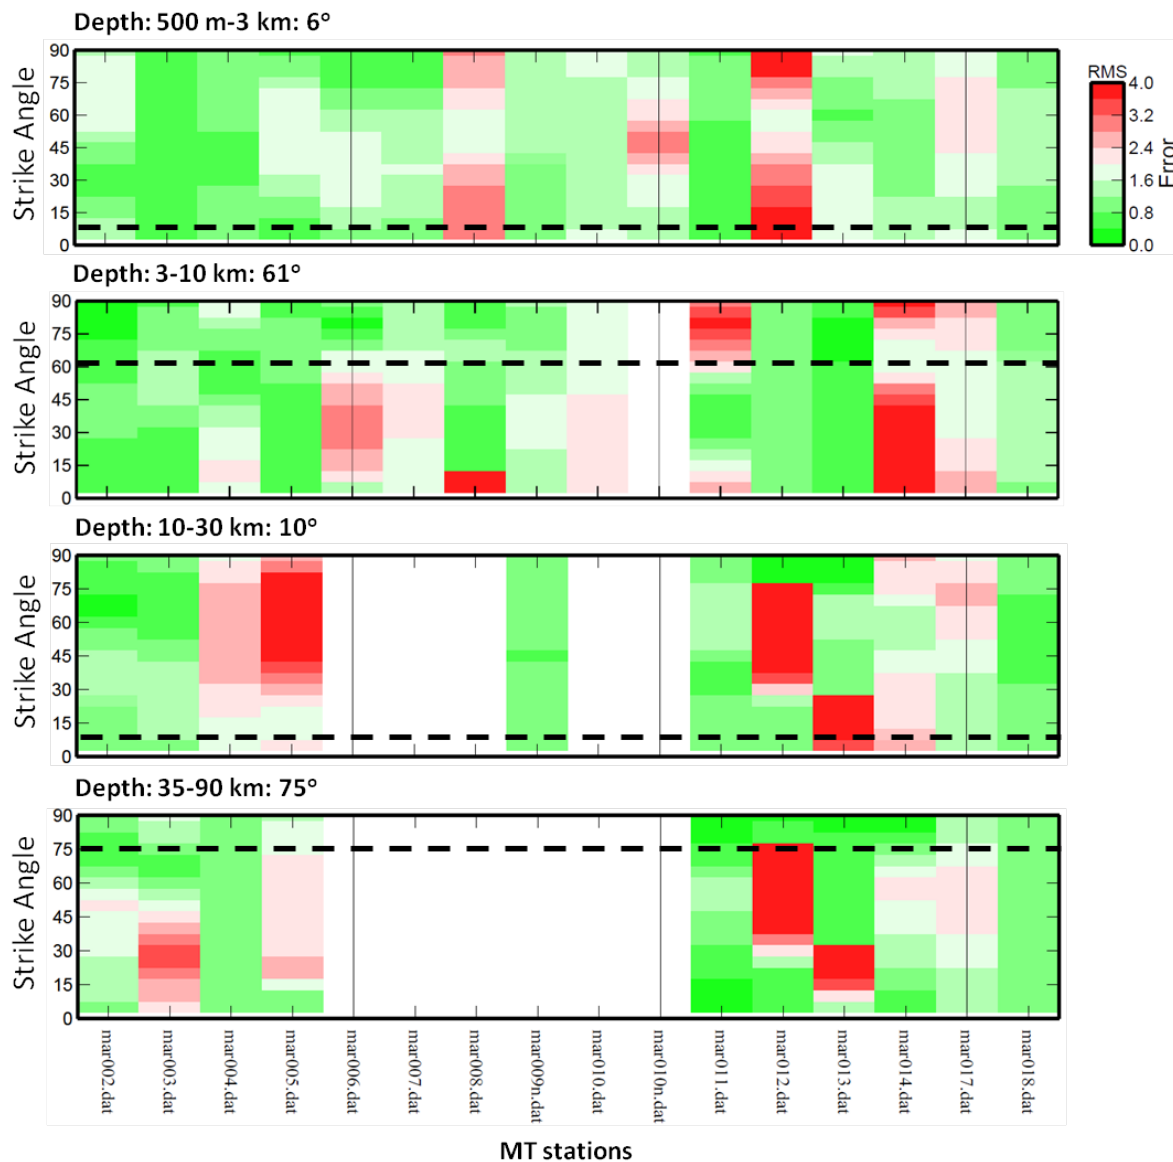 Depth: 500 m-3 km: 6°
Strike Angle
90
75
60
45
30
15
0
RMS
4.0
3.2
2.4
1.6
0.8
0.0
Error
Depth: 3-10 km: 61°
Strike Angle
90
75
60
45
30
15
0
Depth: 10-30 km: 10°
Strike Angle
90
75
60
45
30
15
0
Depth: 35-90 km: 75°
Strike Angle
90
75
60
45
30
15
0
mar002.dat
mar003.dat
mar004.dat
mar005.dat
mar006.dat
mar007.dat
mar008.dat
mar009n.dat
mar010.dat
mar010n.dat
mar011.dat
mar012.dat
mar013.dat
mar014.dat
mar017.dat
mar018.dat
MT stations